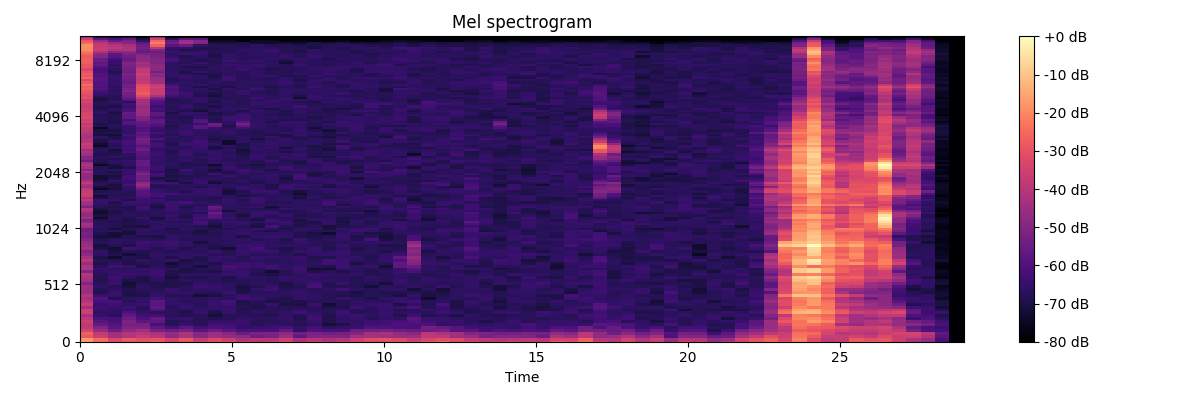 Mel spectrogram
8192
4096
2048
1024
512
0
Hz
0 5 10 15 20 25
Time
+0 dB
-10 dB
-20 dB
-30 dB
-40 dB
-50 dB
-60 dB
-70 dB
-80 dB